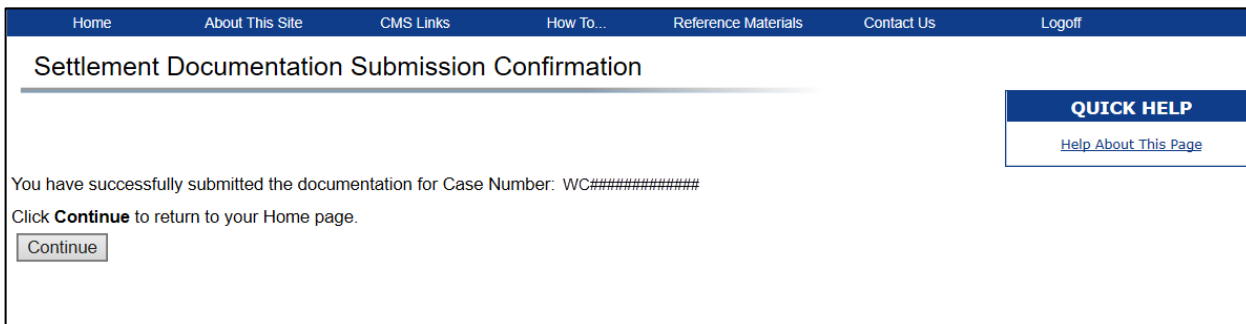 Home About This Site CMS Links How To... Reference Materials Contact Us Logoff
Settlement Documentation Submission Confirmation
QUICK HELP
Help About This Page
You have successfully submitted the documentation for Case Number: WC#############
Click Continue to return to your Home page.
Continue